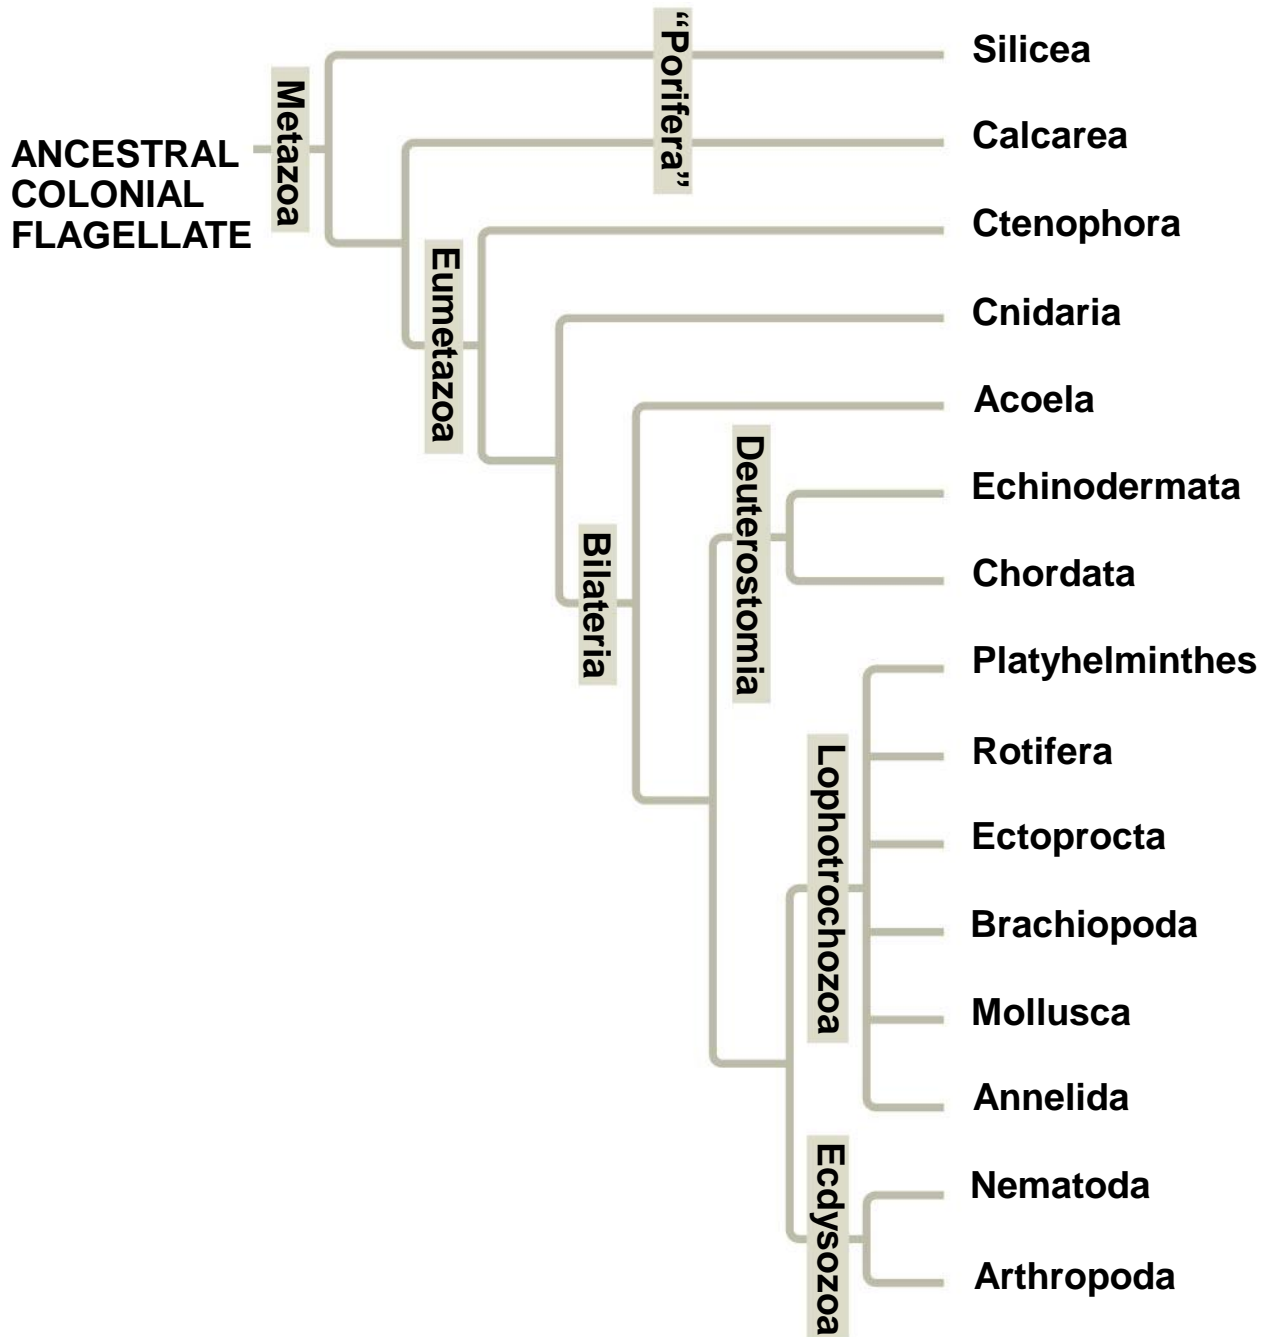 ANCESTRAL
COLONIAL
FLAGELLATE
Metazoa
"Porifera"
Eumetazoa
Bilateria
Deuterostomia
Lophotrochozoa
Ecdysozoa
Silicea
Calcarea
Ctenophora
Cnidaria
Acoela
Echinodermata
Chordata
Platyhelminthes
Rotifera
Ectoprocta
Brachiopoda
Mollusca
Annelida
Nematoda
Arthropoda